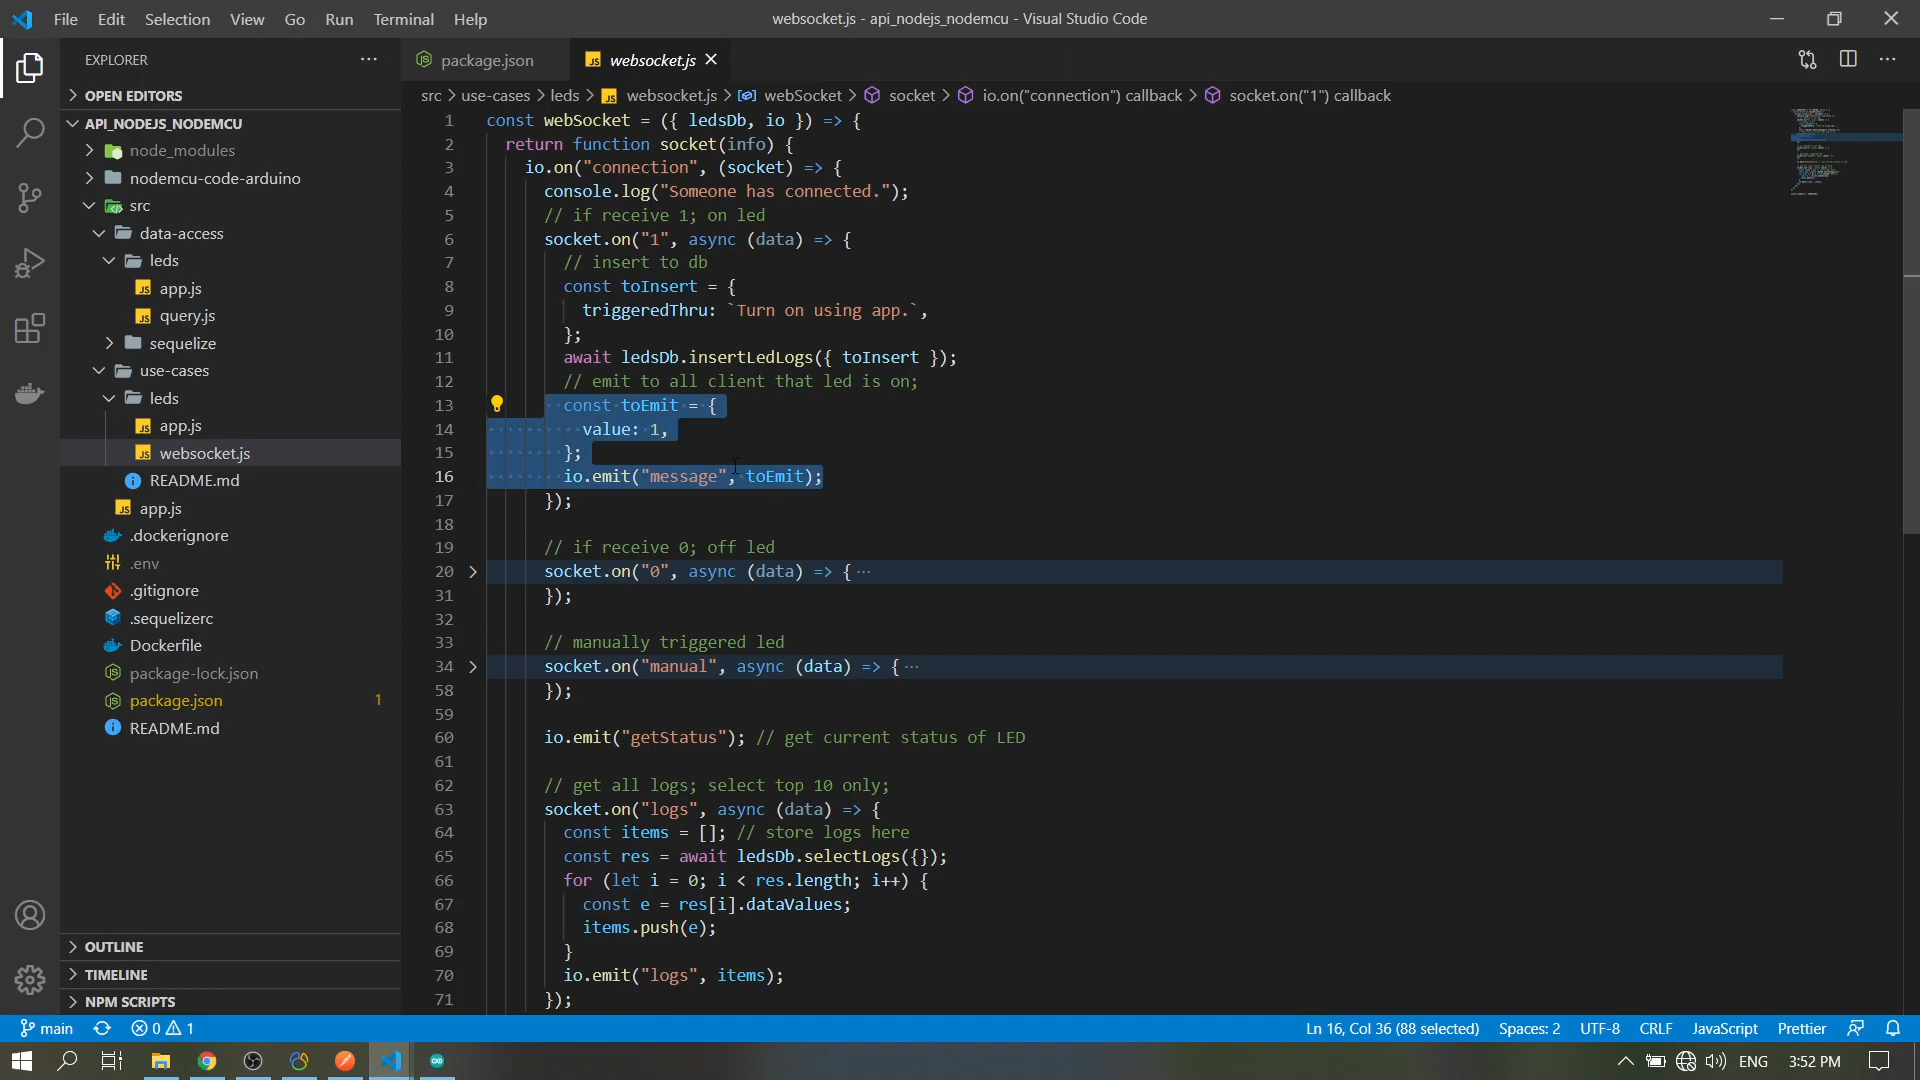 File Edit Selection View Go Run Terminal Help
websocket.js - api_nodejs_nodemcu - Visual Studio Code
EXPLORER
OPEN EDITORS
API_NODEJS_NODEMCU
node_modules
nodemcu-code-arduino
src
data-access
leds
app.js
query.js
sequelize
use-cases
leds
app.js
websocket.js
README.md
app.js
.dockerignore
.env
.gitignore
.sequelizerc
Dockerfile
package-lock.json
package.json 1
README.md
OUTLINE
TIMELINE
NPM SCRIPTS
package.json
websocket.js
src > use-cases > leds > websocket.js > webSocket > socket > io.on("connection") callback > socket.on("1") callback
1 const webSocket = ({ ledsDb, io }) => {
2 return function socket(info) {
3 io.on("connection", (socket) => {
4 console.log("Someone has connected.");
5 // if receive 1; on led
6 socket.on("1", async (data) => {
7 // insert to db
8 const toInsert = {
9 triggeredThru: `Turn on using app.`,
10 };
11 await ledsDb.insertLedLogs({ toInsert });
12 // emit to all client that led is on;
13 const toEmit = {
14 value: 1,
15 };
16 io.emit("message", toEmit);
17 });
18
19 // if receive 0; off led
20 socket.on("0", async (data) => { ···
31 });
32
33 // manually triggered led
34 socket.on("manual", async (data) => { ···
58 });
59
60 io.emit("getStatus"); // get current status of LED
61
62 // get all logs; select top 10 only;
63 socket.on("logs", async (data) => {
64 const items = []; // store logs here
65 const res = await ledsDb.selectLogs({});
66 for (let i = 0; i < res.length; i++) {
67 const e = res[i].dataValues;
68 items.push(e);
69 }
70 io.emit("logs", items);
71 });
main 0 1
Ln 16, Col 36 (88 selected) Spaces: 2 UTF-8 CRLF JavaScript Prettier
ENG 3:52 PM